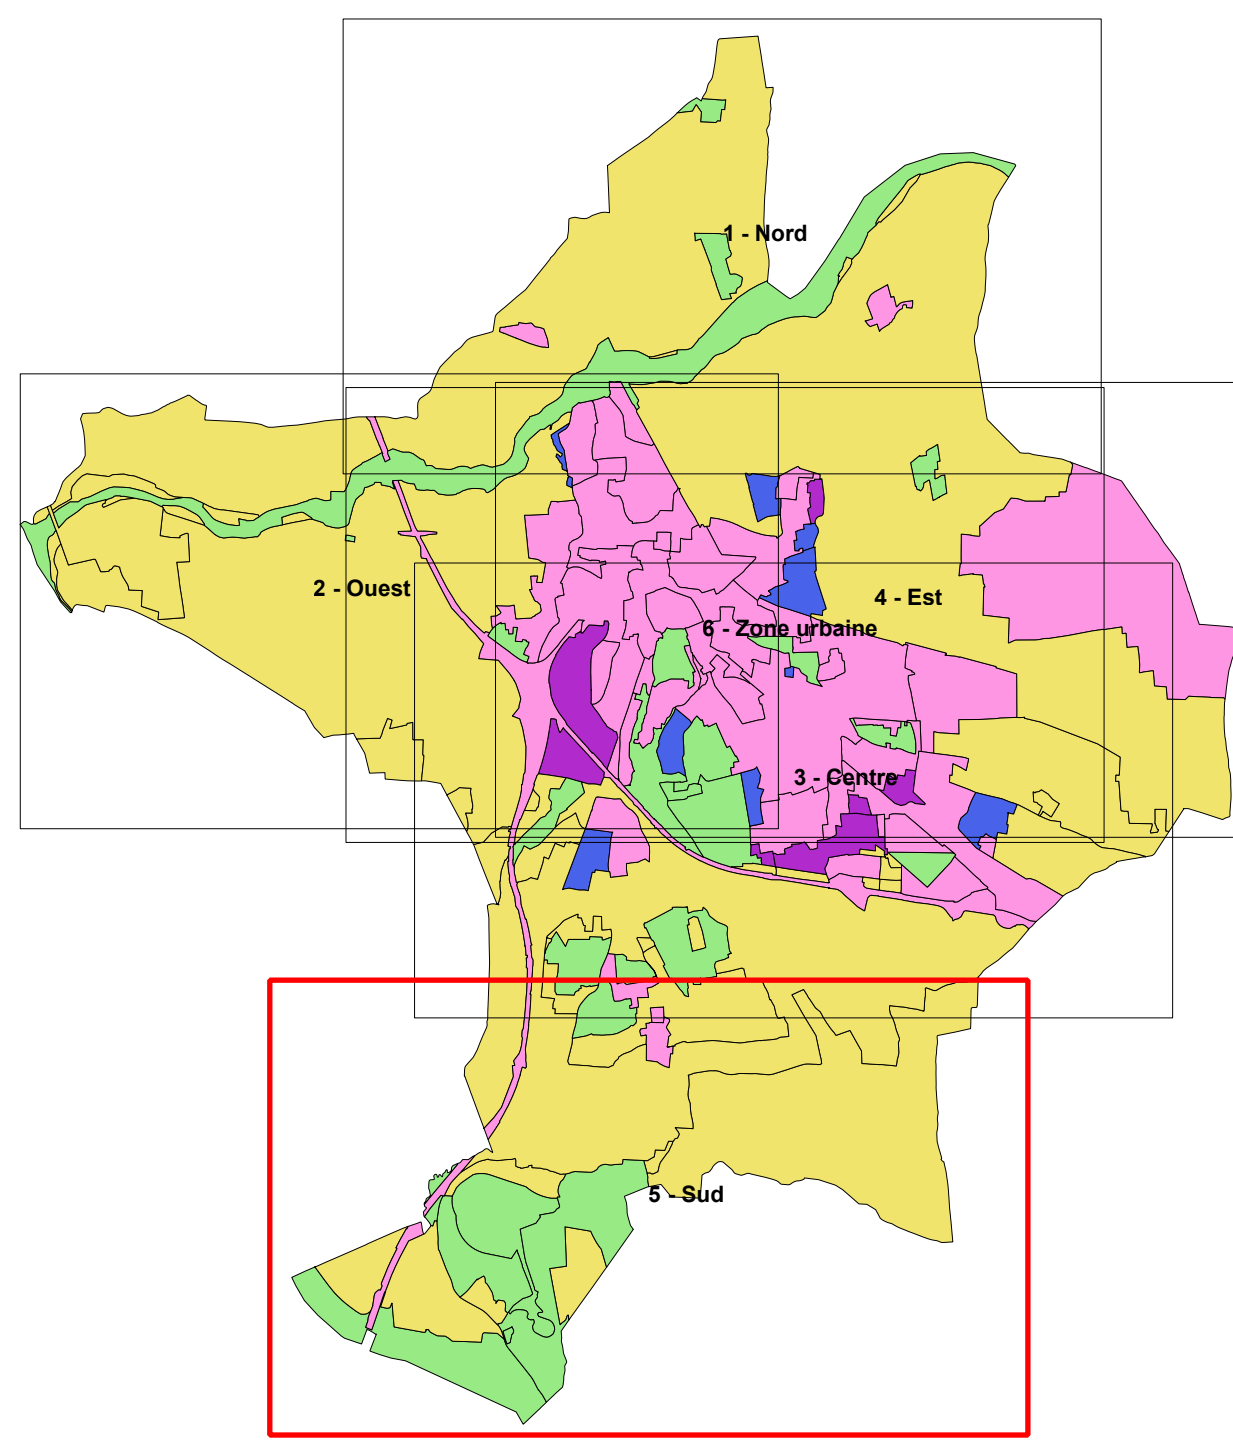 1 - Nord
2 - Ouest
4 - Est
6 - Zone urbaine
3 - Centre
5 - Sud